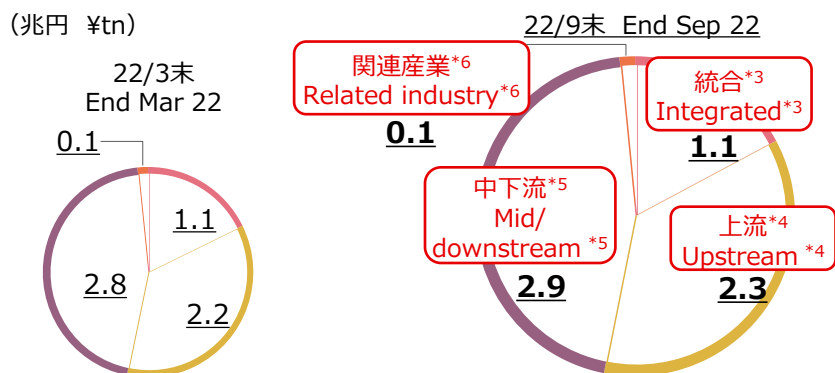 （兆円 ¥tn）
22/3末
End Mar 22
0.1
1.1
2.8
2.2
22/9末 End Sep 22
関連産業*6
Related industry*6
0.1
統合*3
Integrated*3
1.1
中下流*5
Mid/
downstream *5
2.9
上流*4
Upstream *4
2.3